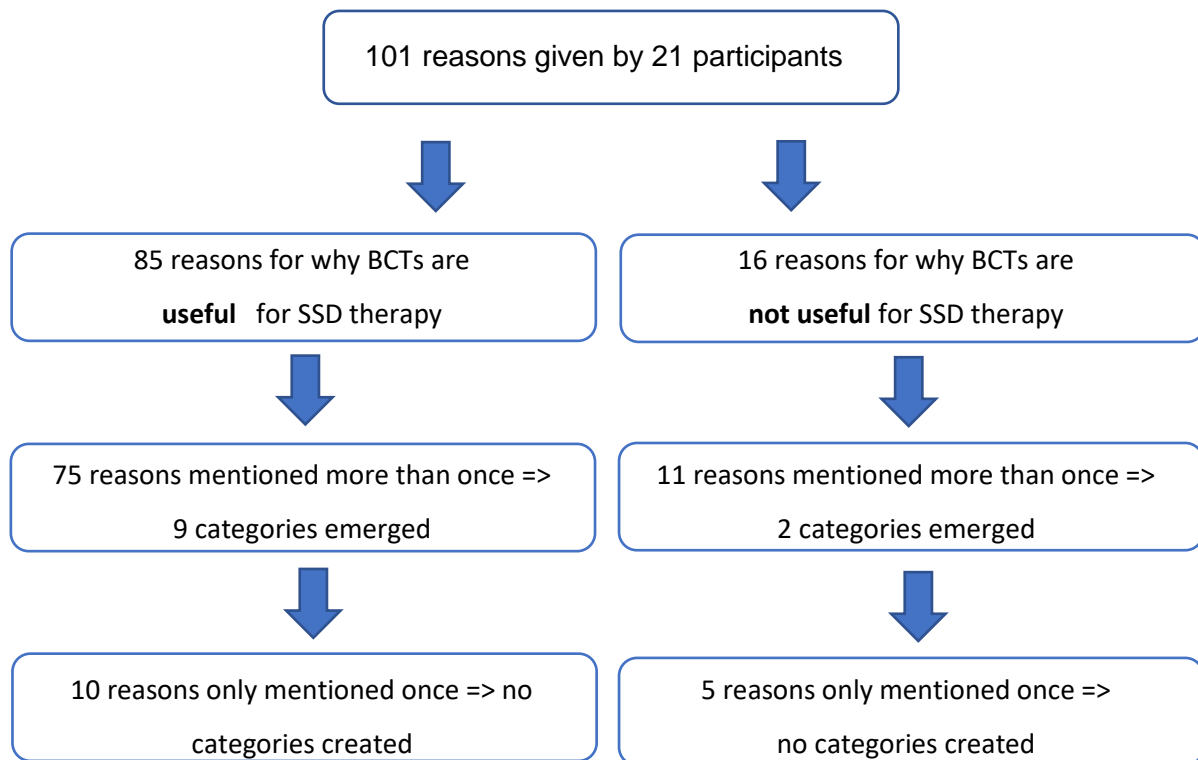 101 reasons given by 21 participants
85 reasons for why BCTs are
useful for SSD therapy
16 reasons for why BCTs are
not useful for SSD therapy
75 reasons mentioned more than once =>
9 categories emerged
11 reasons mentioned more than once =>
2 categories emerged
10 reasons only mentioned once => no
categories created
5 reasons only mentioned once =>
no categories created